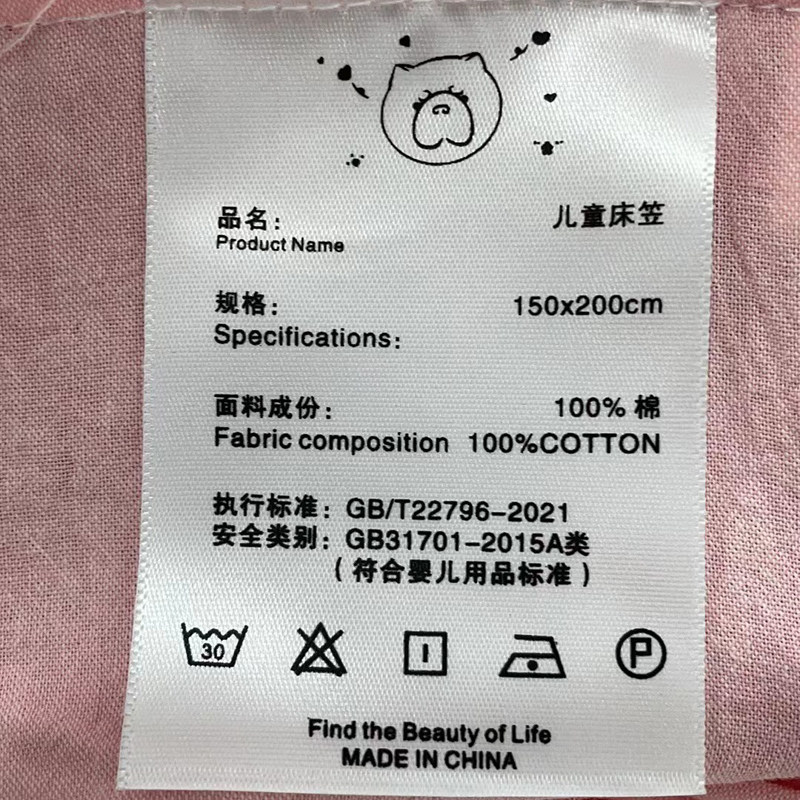 品名： 儿童床笠
Product Name
规格： 150x200cm
Specifications:
面料成份： 100% 棉
Fabric composition 100%COTTON
执行标准：GB/T22796-2021
安全类别：GB31701-2015A类
（符合婴儿用品标准）
30 P
Find the Beauty of Life
MADE IN CHINA